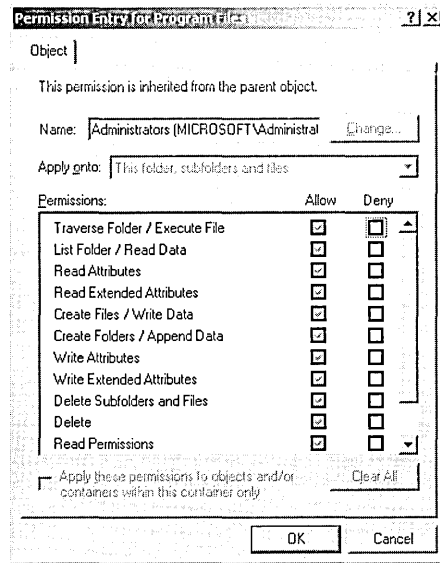 Permission Entry for Program Files
Object
This permission is inherited from the parent object.
Name: Administrators (MICROSOFT\Administrat Change...
Apply onto: This folder, subfolders and files
Permissions: Allow Deny
Traverse Folder / Execute File
List Folder / Read Data
Read Attributes
Read Extended Attributes
Create Files / Write Data
Create Folders / Append Data
Write Attributes
Write Extended Attributes
Delete Subfolders and Files
Delete
Read Permissions
Apply these permissions to objects and/or Clear All
containers within this container only
OK Cancel